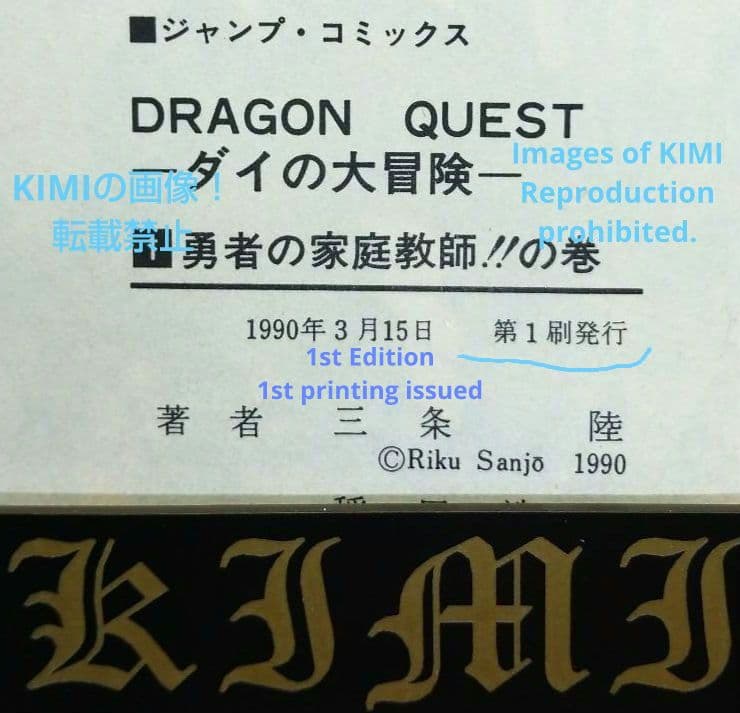 ■ジャンプ・コミックス
DRAGON QUEST
―ダイの大冒険―
Images of KIMI
Reproduction
prohibited.
KIMIの画像！
転載禁止
1 勇者の家庭教師!!の巻
1990年3月15日 第1刷発行
1st Edition
1st printing issued
著者 三条 陸
©Riku Sanjō 1990
KIMI